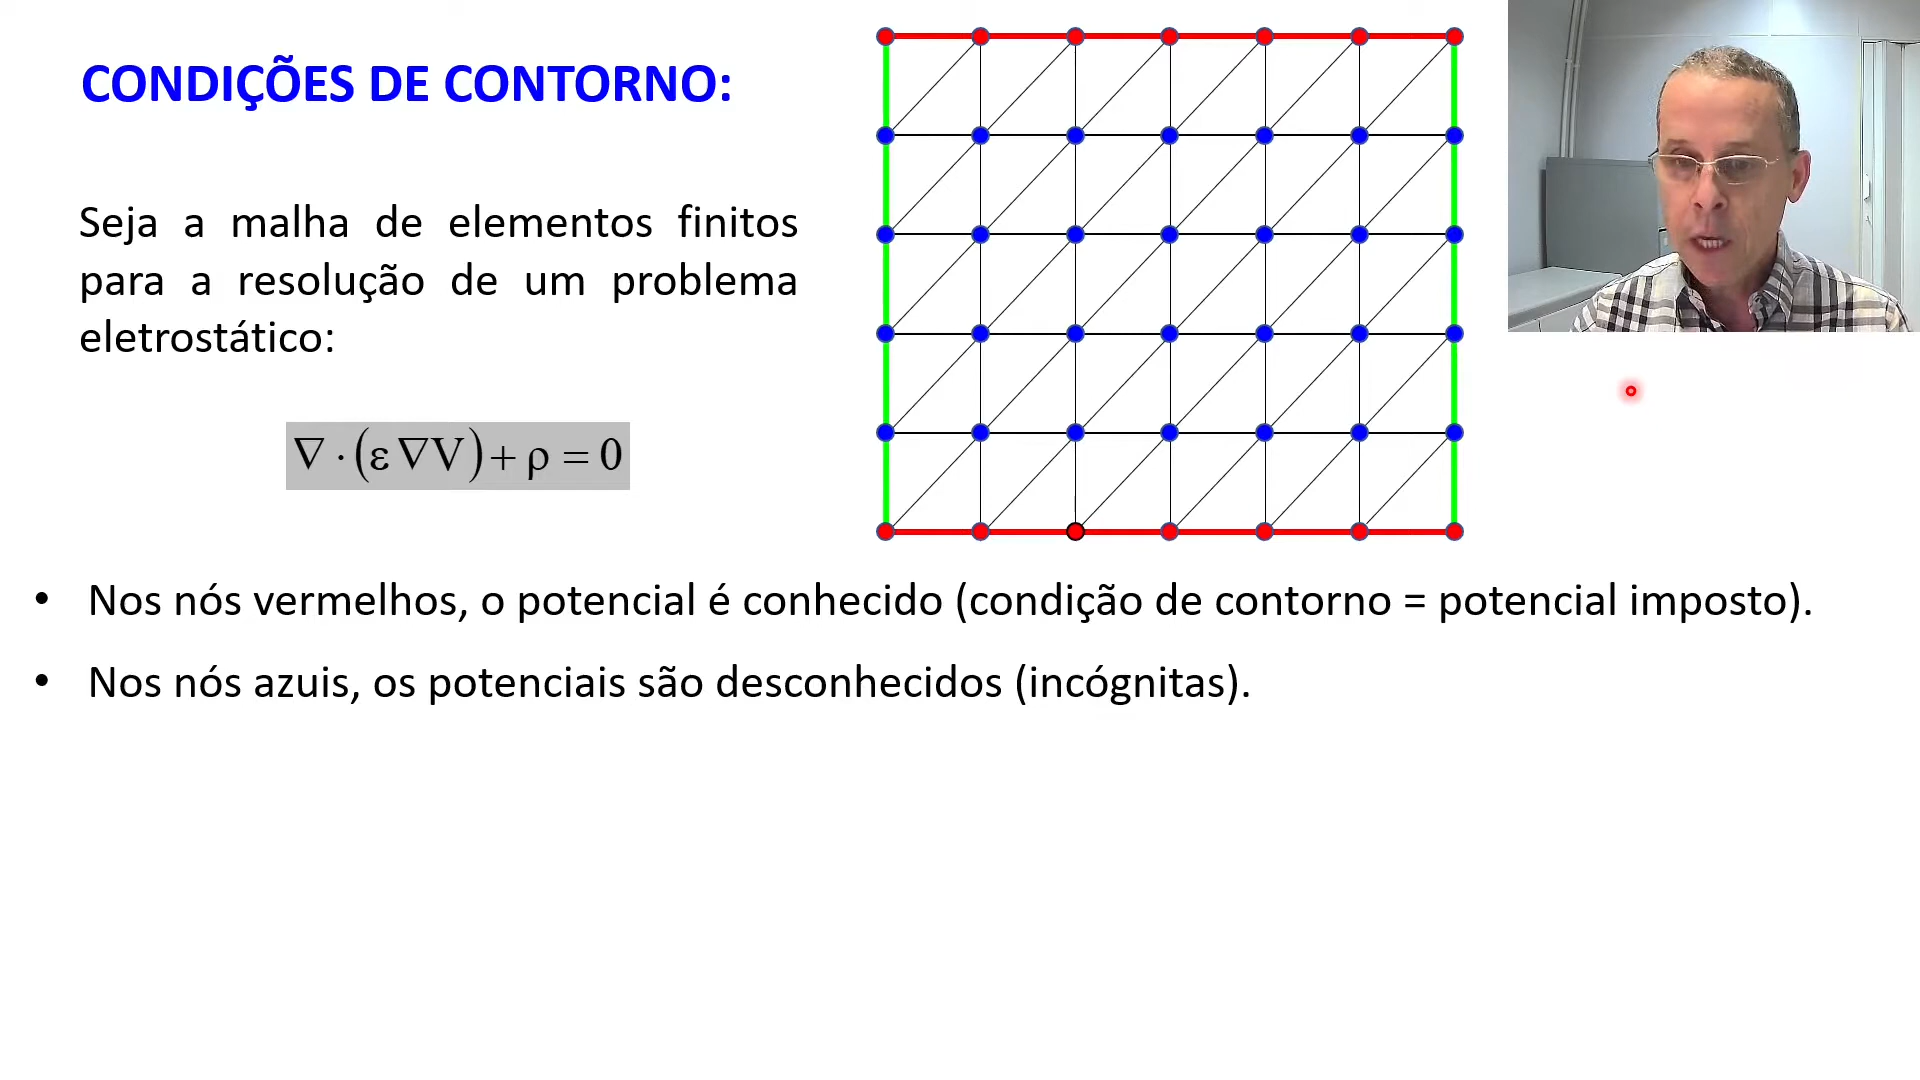 CONDIÇÕES DE CONTORNO:
Seja a malha de elementos finitos
para a resolução de um problema
eletrostático:
∇ · (ε ∇V) + ρ = 0
• Nos nós vermelhos, o potencial é conhecido (condição de contorno = potencial imposto).
• Nos nós azuis, os potenciais são desconhecidos (incógnitas).